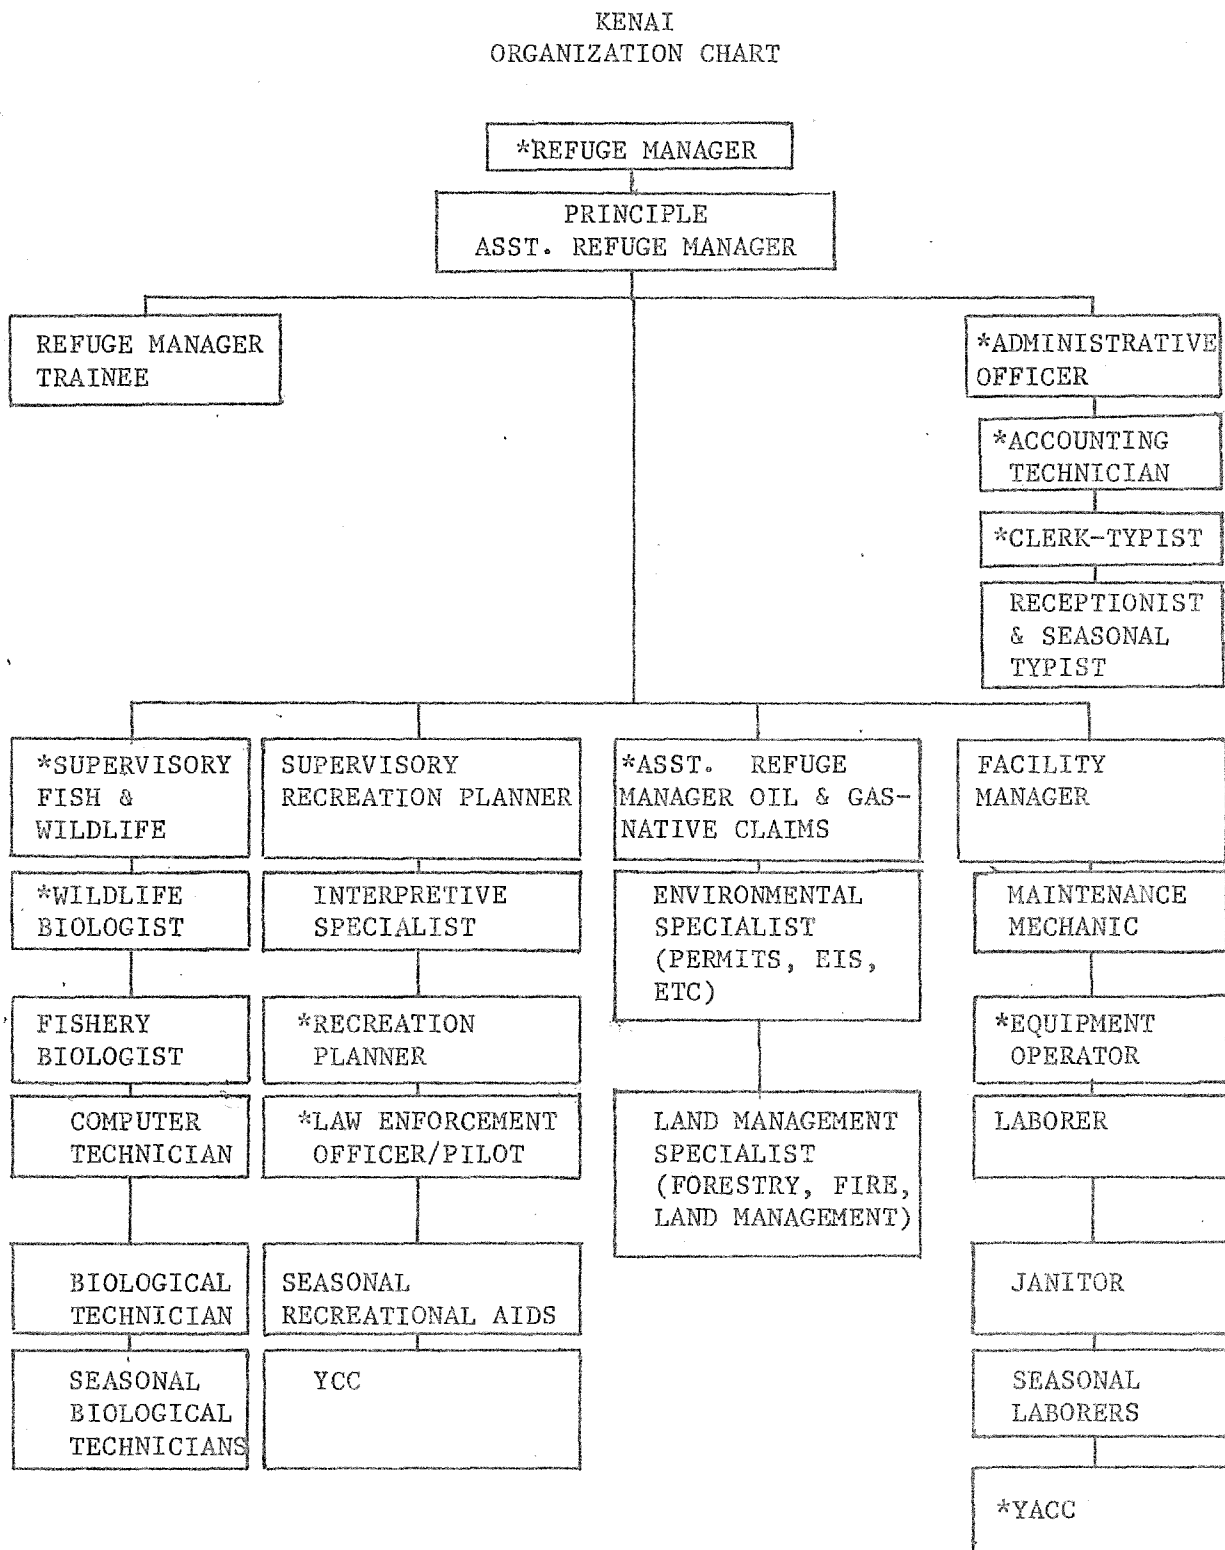 KENAI
ORGANIZATION CHART
*REFUGE MANAGER
PRINCIPLE
ASST. REFUGE MANAGER
REFUGE MANAGER
TRAINEE
*ADMINISTRATIVE
OFFICER
*ACCOUNTING
TECHNICIAN
*CLERK-TYPIST
RECEPTIONIST
& SEASONAL
TYPIST
*SUPERVISORY
FISH &
WILDLIFE
*WILDLIFE
BIOLOGIST
FISHERY
BIOLOGIST
COMPUTER
TECHNICIAN
BIOLOGICAL
TECHNICIAN
SEASONAL
BIOLOGICAL
TECHNICIANS
SUPERVISORY
RECREATION PLANNER
INTERPRETIVE
SPECIALIST
*RECREATION
PLANNER
*LAW ENFORCEMENT
OFFICER/PILOT
SEASONAL
RECREATIONAL AIDS
YCC
*ASST. REFUGE
MANAGER OIL & GAS-
NATIVE CLAIMS
ENVIRONMENTAL
SPECIALIST
(PERMITS, EIS,
ETC)
LAND MANAGEMENT
SPECIALIST
(FORESTRY, FIRE,
LAND MANAGEMENT)
FACILITY
MANAGER
MAINTENANCE
MECHANIC
*EQUIPMENT
OPERATOR
LABORER
JANITOR
SEASONAL
LABORERS
*YACC